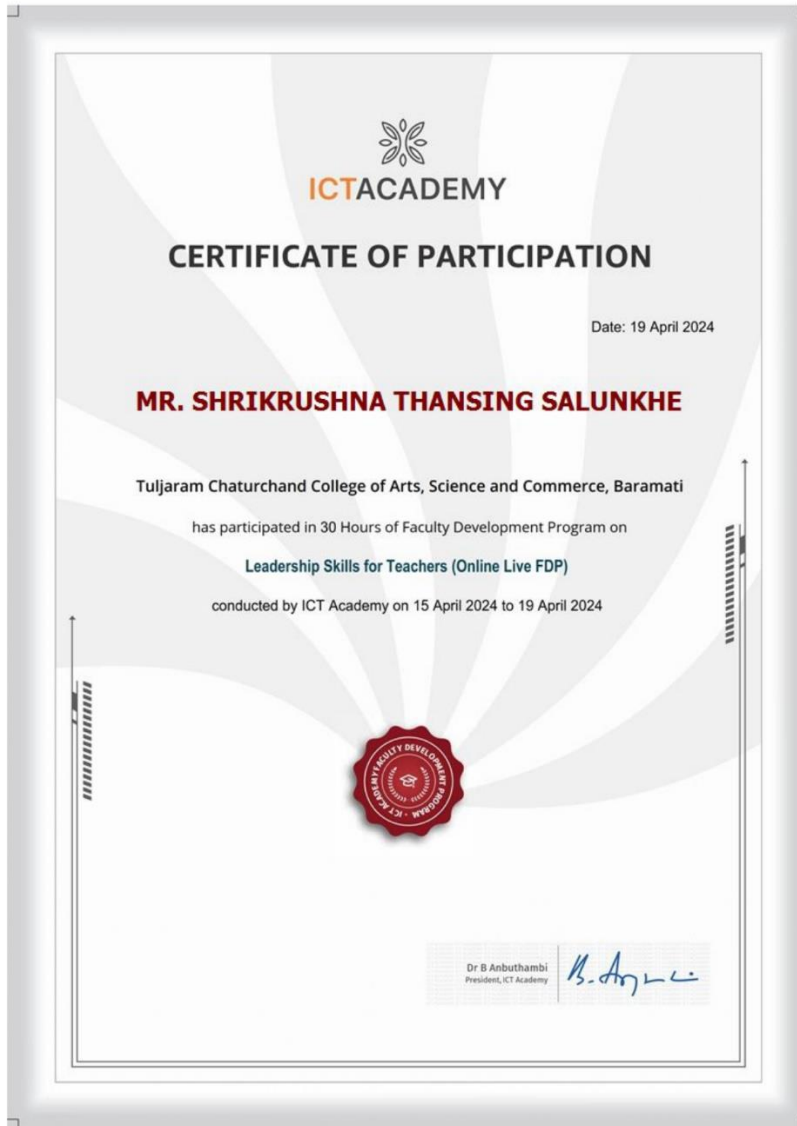 ICTACADEMY
CERTIFICATE OF PARTICIPATION
Date: 19 April 2024
MR. SHRIKRUSHNA THANSING SALUNKHE
Tuljaram Chaturchand College of Arts, Science and Commerce, Baramati
has participated in 30 Hours of Faculty Development Program on
Leadership Skills for Teachers (Online Live FDP)
conducted by ICT Academy on 15 April 2024 to 19 April 2024
ICT ACADEMY FACULTY DEVELOPMENT PROGRAM
Dr B Anbuthambi
President, ICT Academy